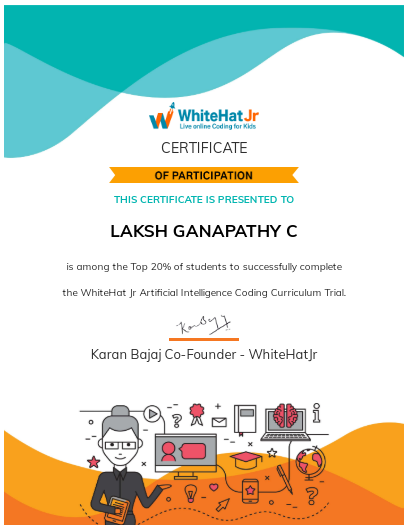 WhiteHat Jr
Live online Coding for Kids
CERTIFICATE
OF PARTICIPATION
THIS CERTIFICATE IS PRESENTED TO
LAKSH GANAPATHY C
is among the Top 20% of students to successfully complete
the WhiteHat Jr Artificial Intelligence Coding Curriculum Trial.
Karan Bajaj Co-Founder - WhiteHatJr